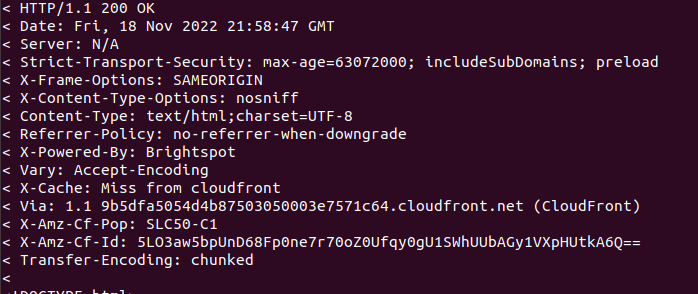 < HTTP/1.1 200 OK
< Date: Fri, 18 Nov 2022 21:58:47 GMT
< Server: N/A
< Strict-Transport-Security: max-age=63072000; includeSubDomains; preload
< X-Frame-Options: SAMEORIGIN
< X-Content-Type-Options: nosniff
< Content-Type: text/html;charset=UTF-8
< Referrer-Policy: no-referrer-when-downgrade
< X-Powered-By: Brightspot
< Vary: Accept-Encoding
< X-Cache: Miss from cloudfront
< Via: 1.1 9b5dfa5054d4b87503050003e7571c64.cloudfront.net (CloudFront)
< X-Amz-Cf-Pop: SLC50-C1
< X-Amz-Cf-Id: 5LO3aw5bpUnD68Fp0ne7r70oZ0Ufqy0gU1SWhUUbAGy1VXpHUtkA6Q==
< Transfer-Encoding: chunked
<
<!DOCTYPE html>